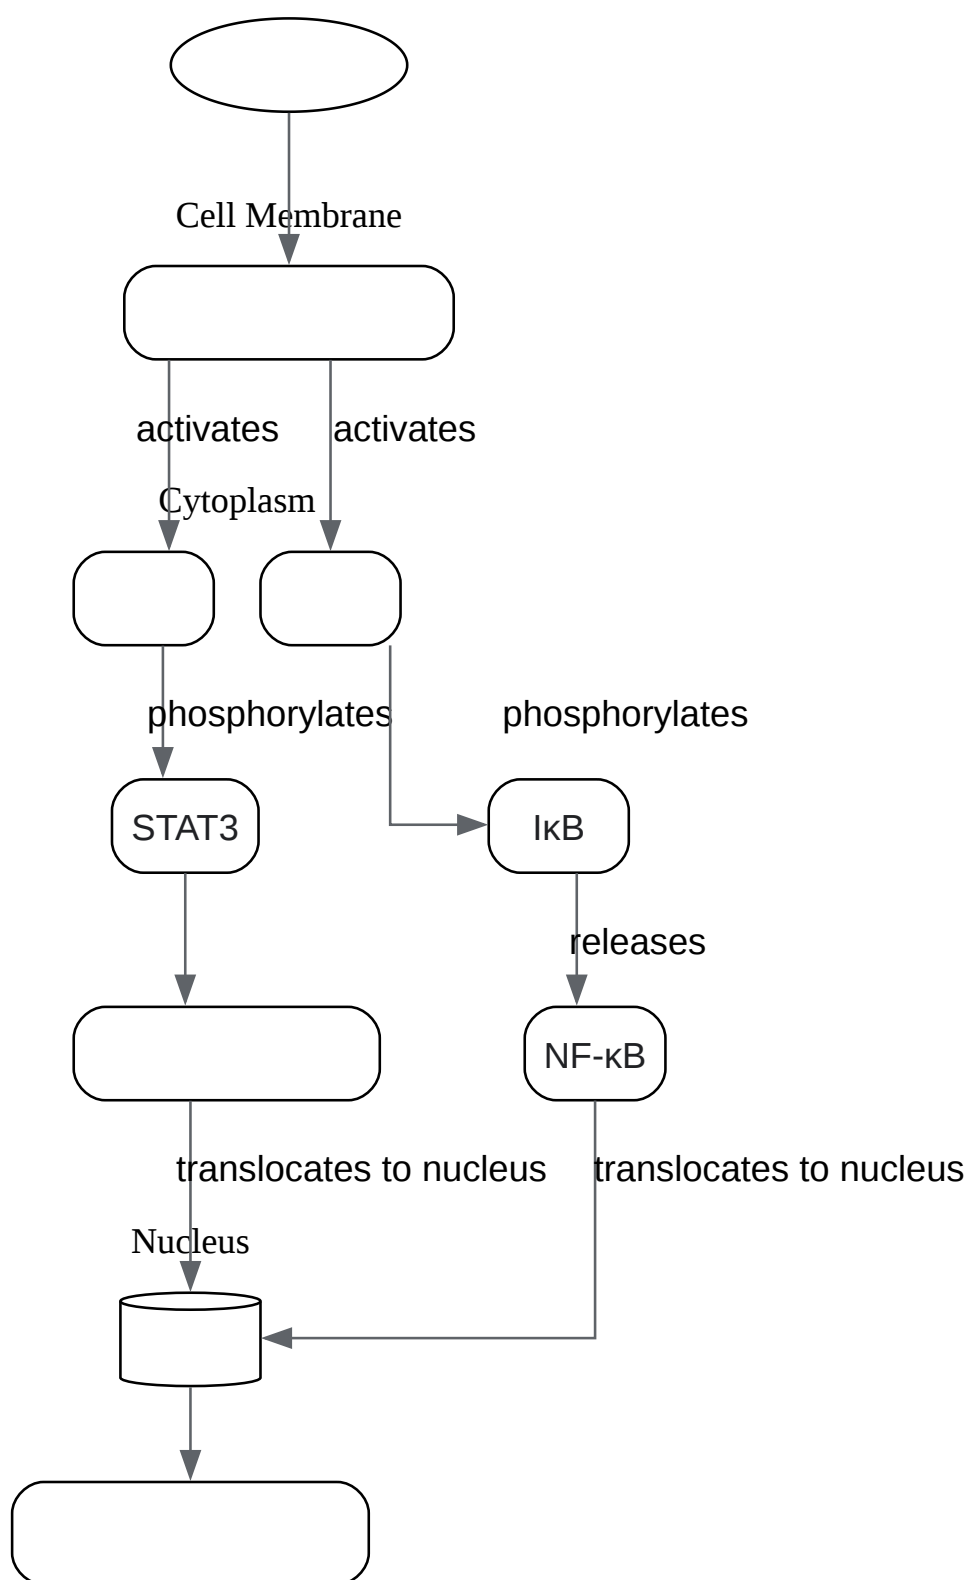 Cell Membrane
activates
activates
Cytoplasm
phosphorylates
phosphorylates
STAT3
IκB
releases
NF-κB
translocates to nucleus
translocates to nucleus
Nucleus